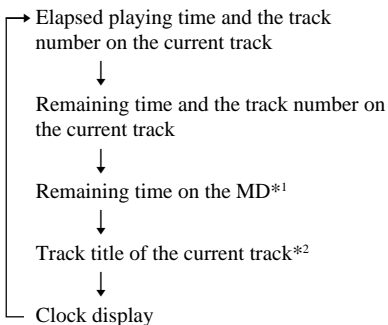 Elapsed playing time and the track
number on the current track
Remaining time and the track number on
the current track
Remaining time on the MD*1
Track title of the current track*2
Clock display